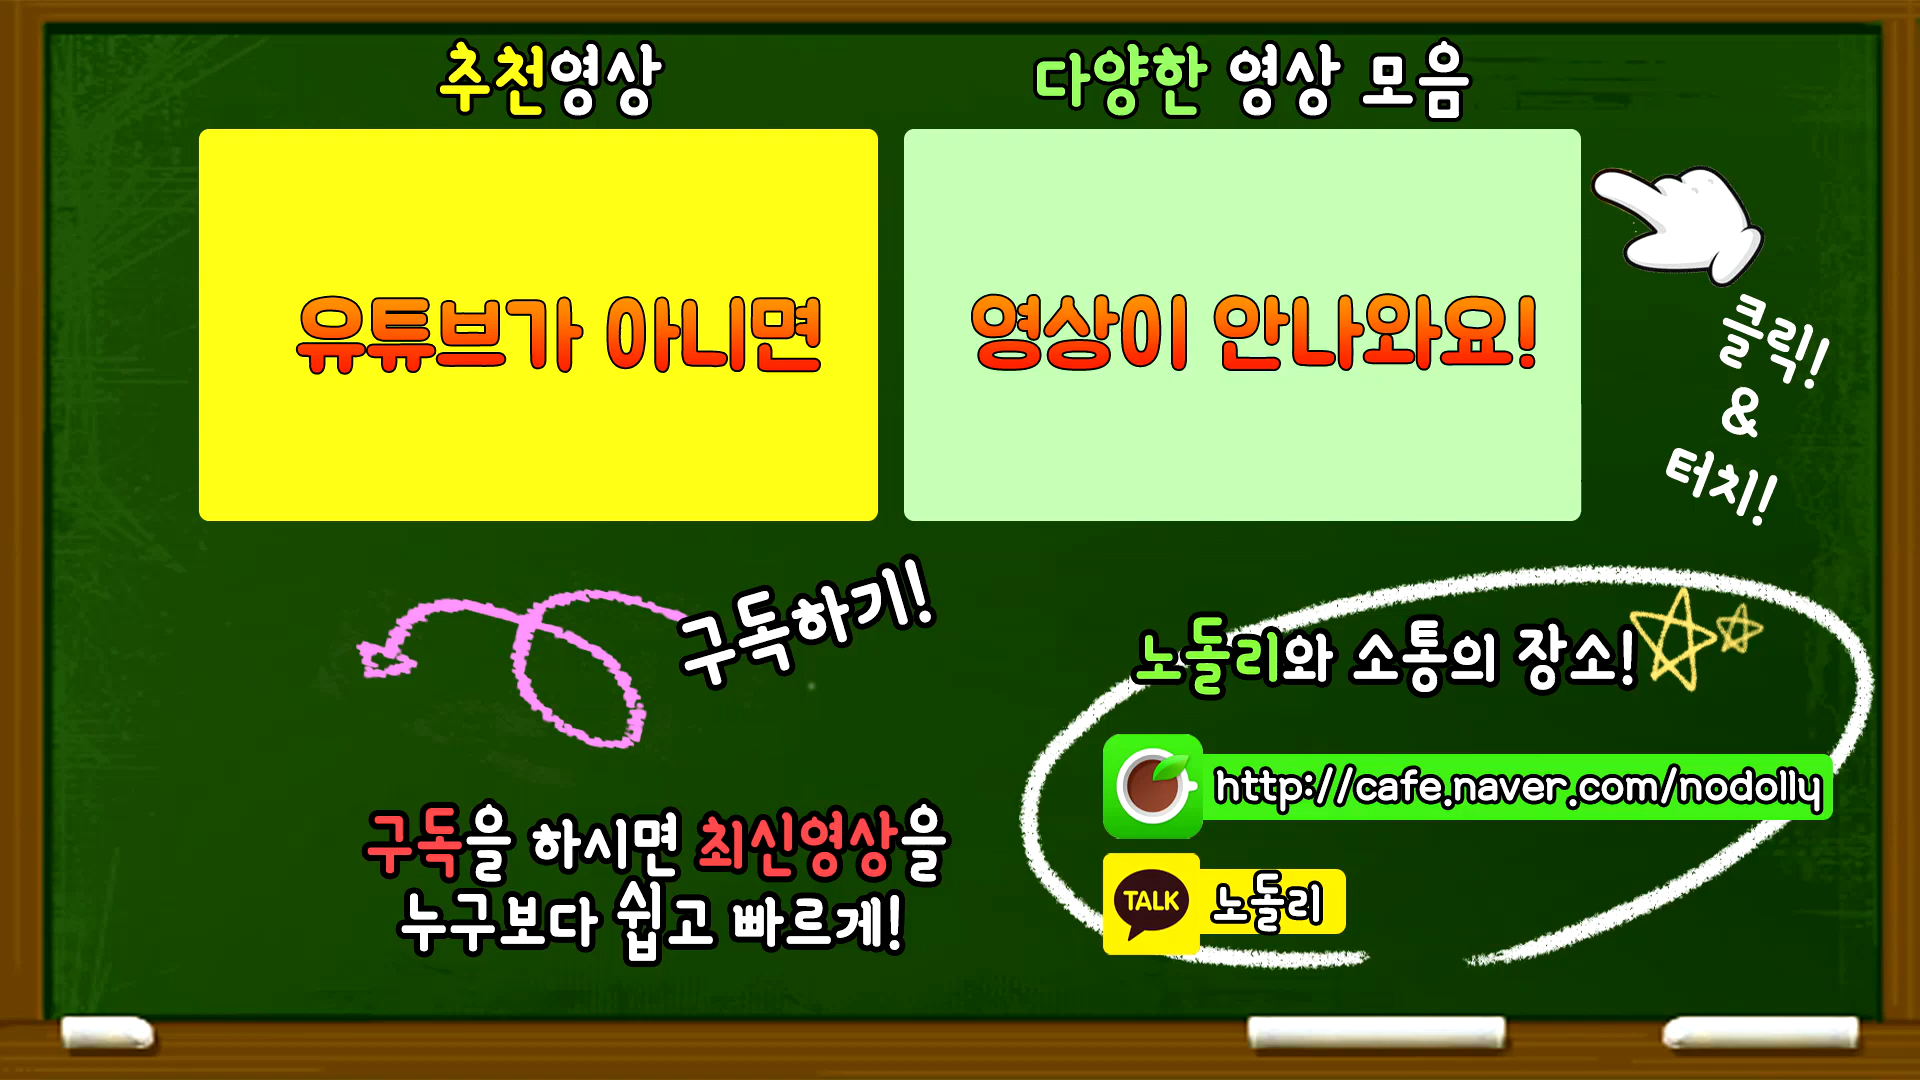 추천영상
다양한 영상 모음
유튜브가 아니면
영상이 안나와요!
클릭!
&
터치!
구독하기!
노돌리와 소통의 장소!
http://cafe.naver.com/nodolly
TALK 노돌리
구독을 하시면 최신영상을
누구보다 쉽고 빠르게!